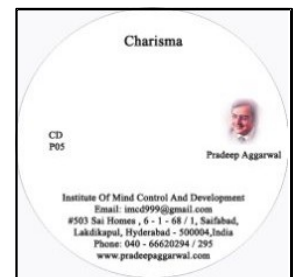 Charisma
CD
P05
Pradeep Aggarwal
Institute Of Mind Control And Development
Email: imcd999@gmail.com
#503 Sai Homes , 6 - 1 - 68 / 1, Saifabad,
Lakdikapul, Hyderabad - 500004,India
Phone: 040 - 66620294 / 295
www.pradeepaggarwal.com